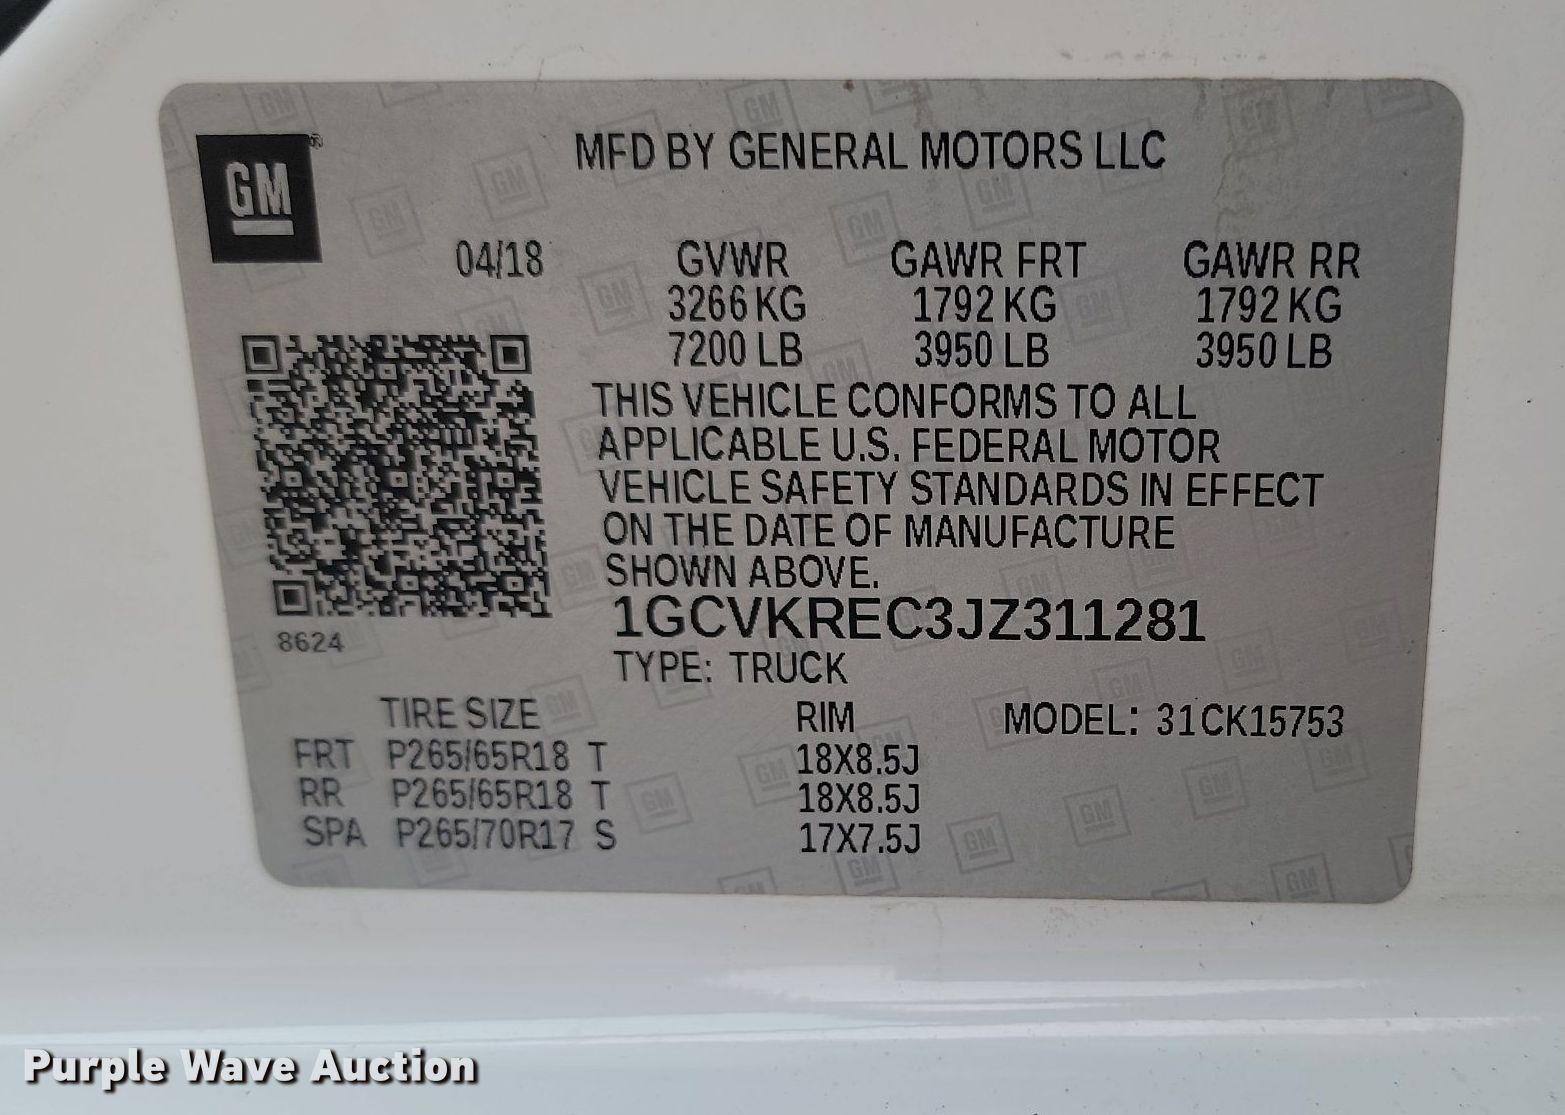 GM
MFD BY GENERAL MOTORS LLC
04/18 GVWR GAWR FRT GAWR RR
3266 KG 1792 KG 1792 KG
7200 LB 3950 LB 3950 LB
THIS VEHICLE CONFORMS TO ALL
APPLICABLE U.S. FEDERAL MOTOR
VEHICLE SAFETY STANDARDS IN EFFECT
ON THE DATE OF MANUFACTURE
SHOWN ABOVE.
1GCVKREC3JZ311281
8624
TYPE: TRUCK
TIRE SIZE RIM MODEL: 31CK15753
FRT P265/65R18 T 18X8.5J
RR P265/65R18 T 18X8.5J
SPA P265/70R17 S 17X7.5J
Purple Wave Auction